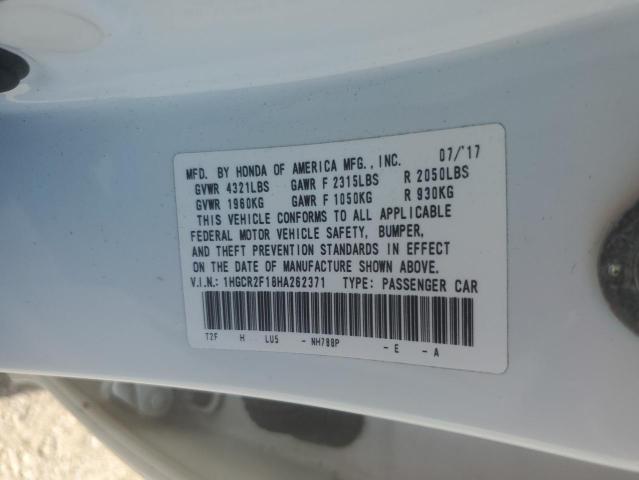 MFD. BY HONDA OF AMERICA MFG., INC. 07/'17
GVWR 4321LBS GAWR F 2315LBS R 2050LBS
GVWR 1960KG GAWR F 1050KG R 930KG
THIS VEHICLE CONFORMS TO ALL APPLICABLE
FEDERAL MOTOR VEHICLE SAFETY, BUMPER,
AND THEFT PREVENTION STANDARDS IN EFFECT
ON THE DATE OF MANUFACTURE SHOWN ABOVE.
V.I.N.: 1HGCR2F18HA262371 TYPE: PASSENGER CAR
T2F H LU5 - NH788P - E - A